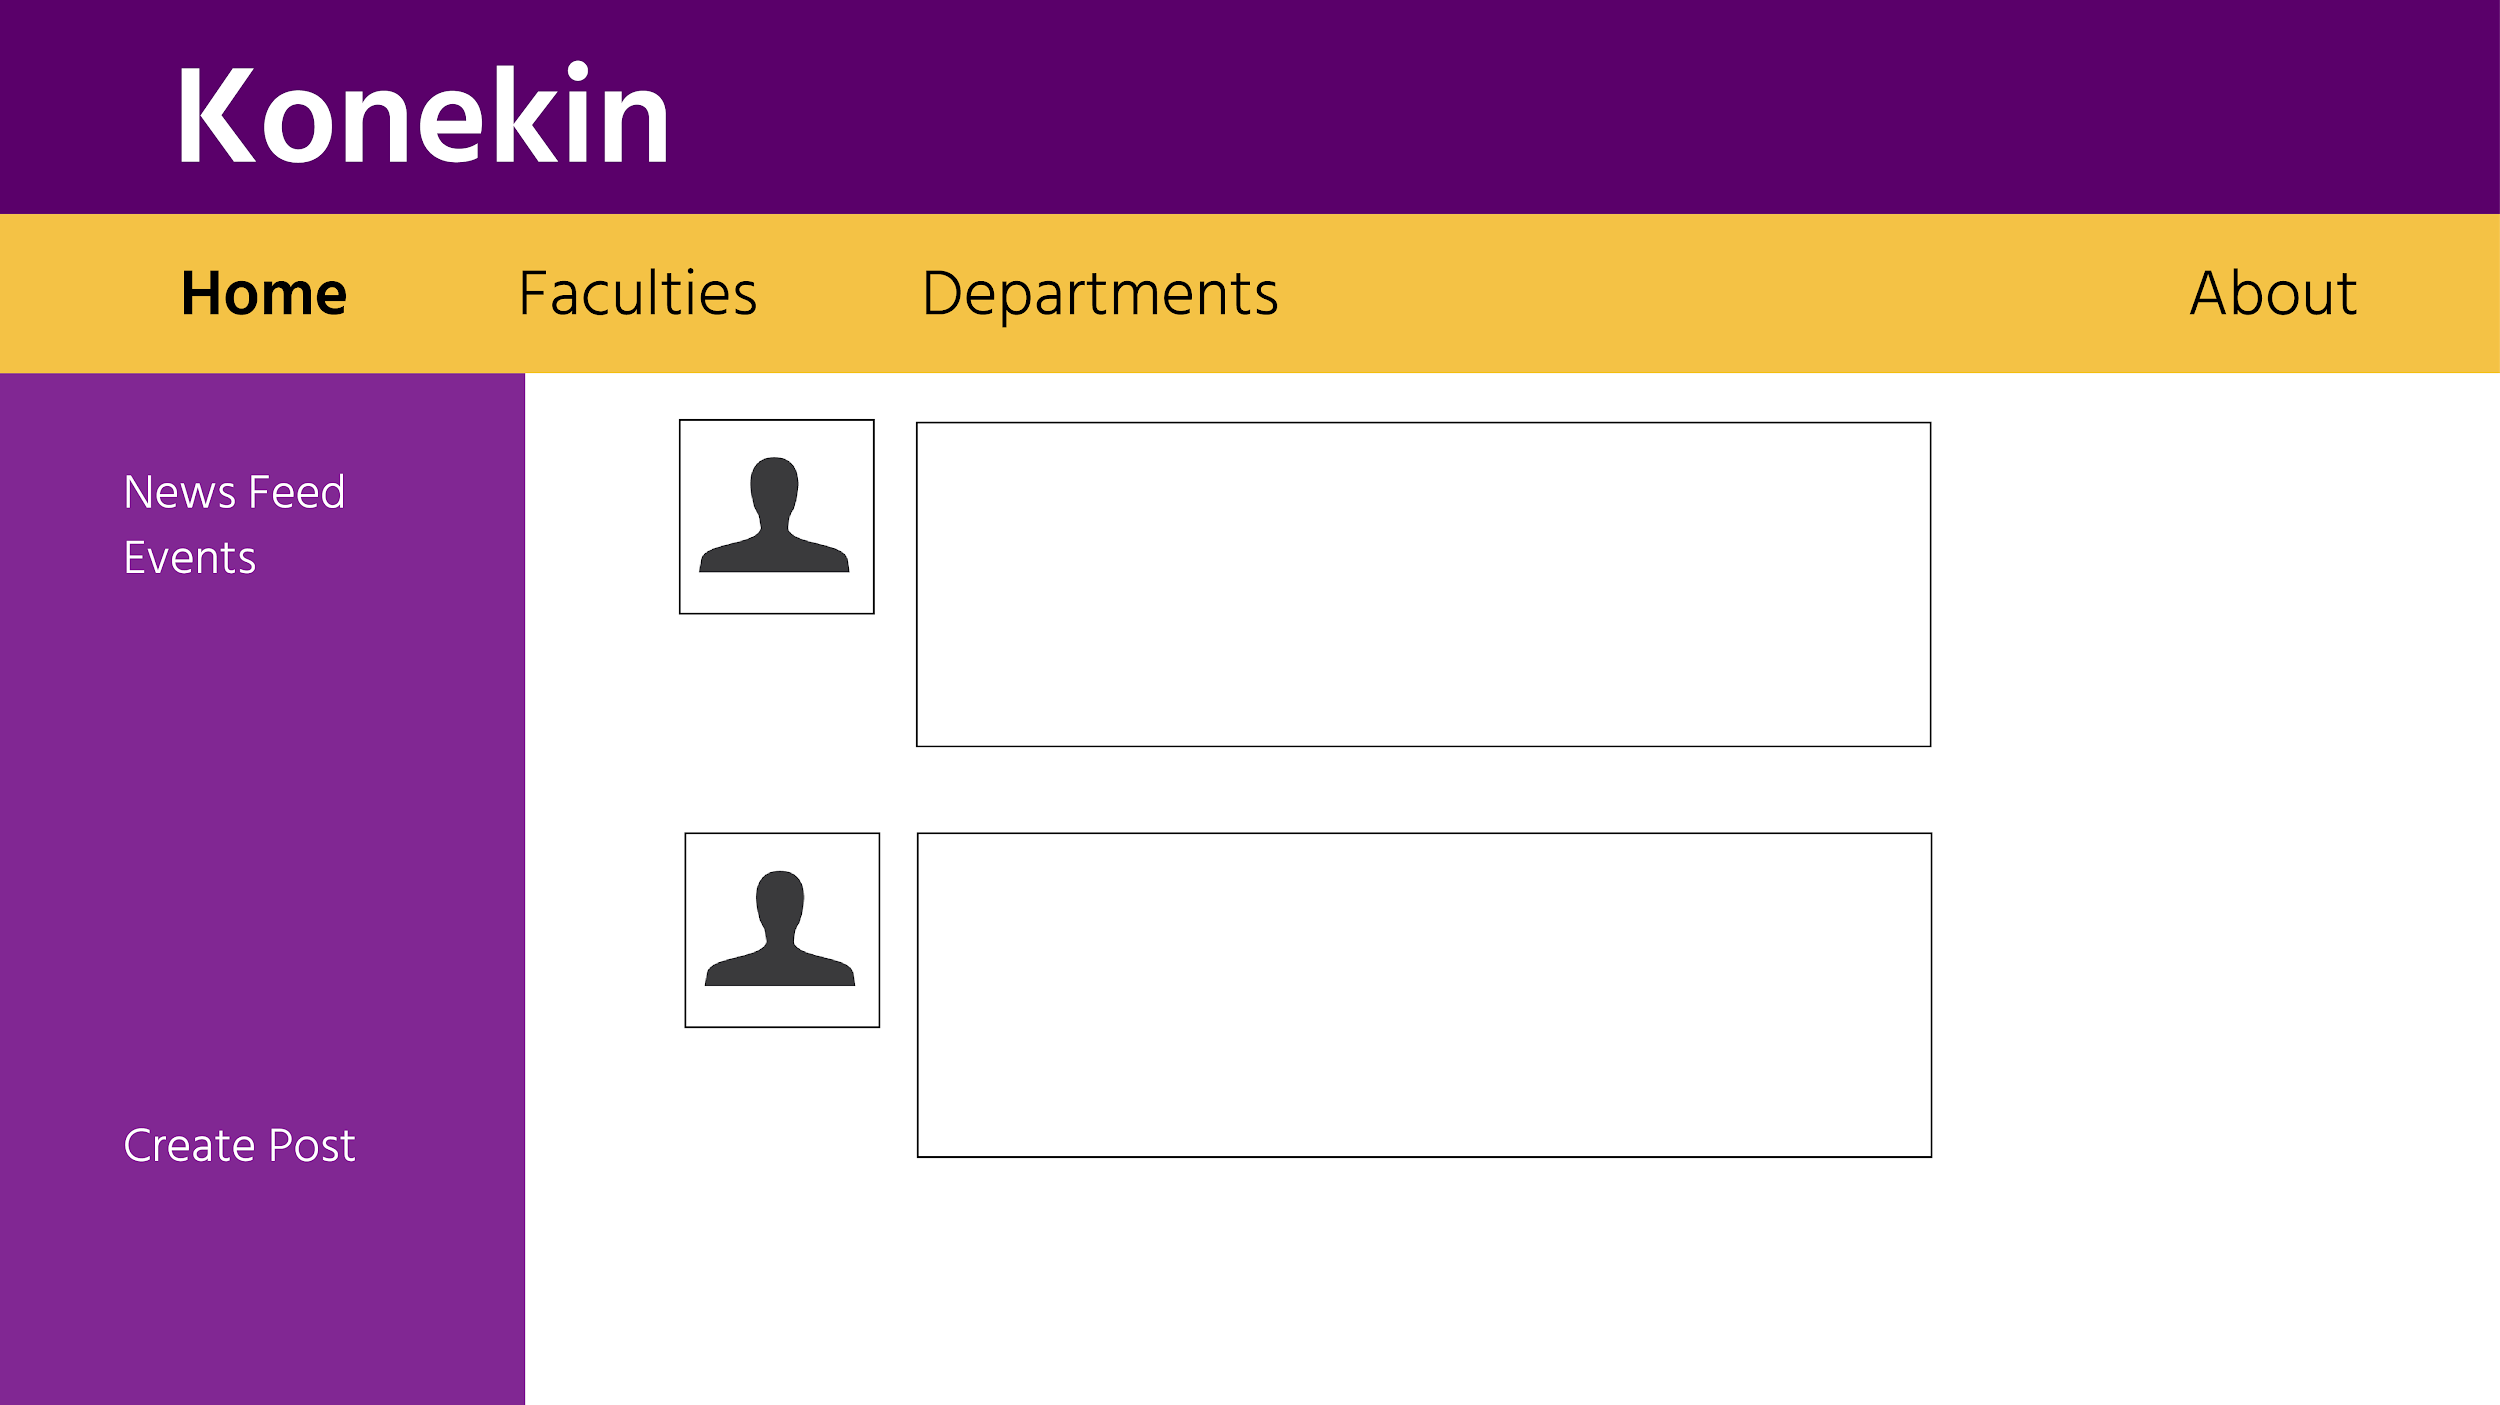 Konekin
Home Faculties Departments About
News Feed
Events
Create Post